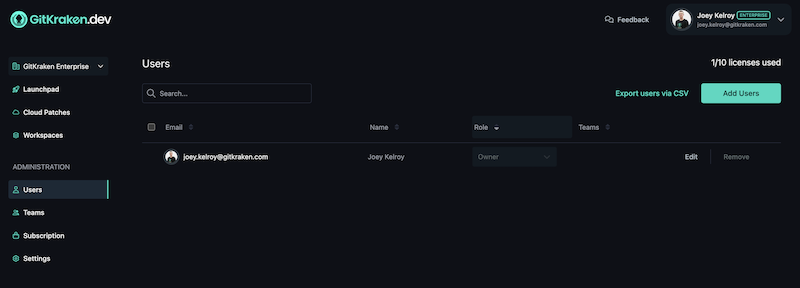 GitKraken.dev
Feedback
Joey Kelroy ENTERPRISE
joey.kelroy@gitkraken.com
GitKraken Enterprise
Launchpad
Cloud Patches
Workspaces
ADMINISTRATION
Users
Teams
Subscription
Settings
Users
1/10 licenses used
Search...
Export users via CSV
Add Users
Email Name Role Teams
joey.kelroy@gitkraken.com Joey Kelroy Owner Edit Remove